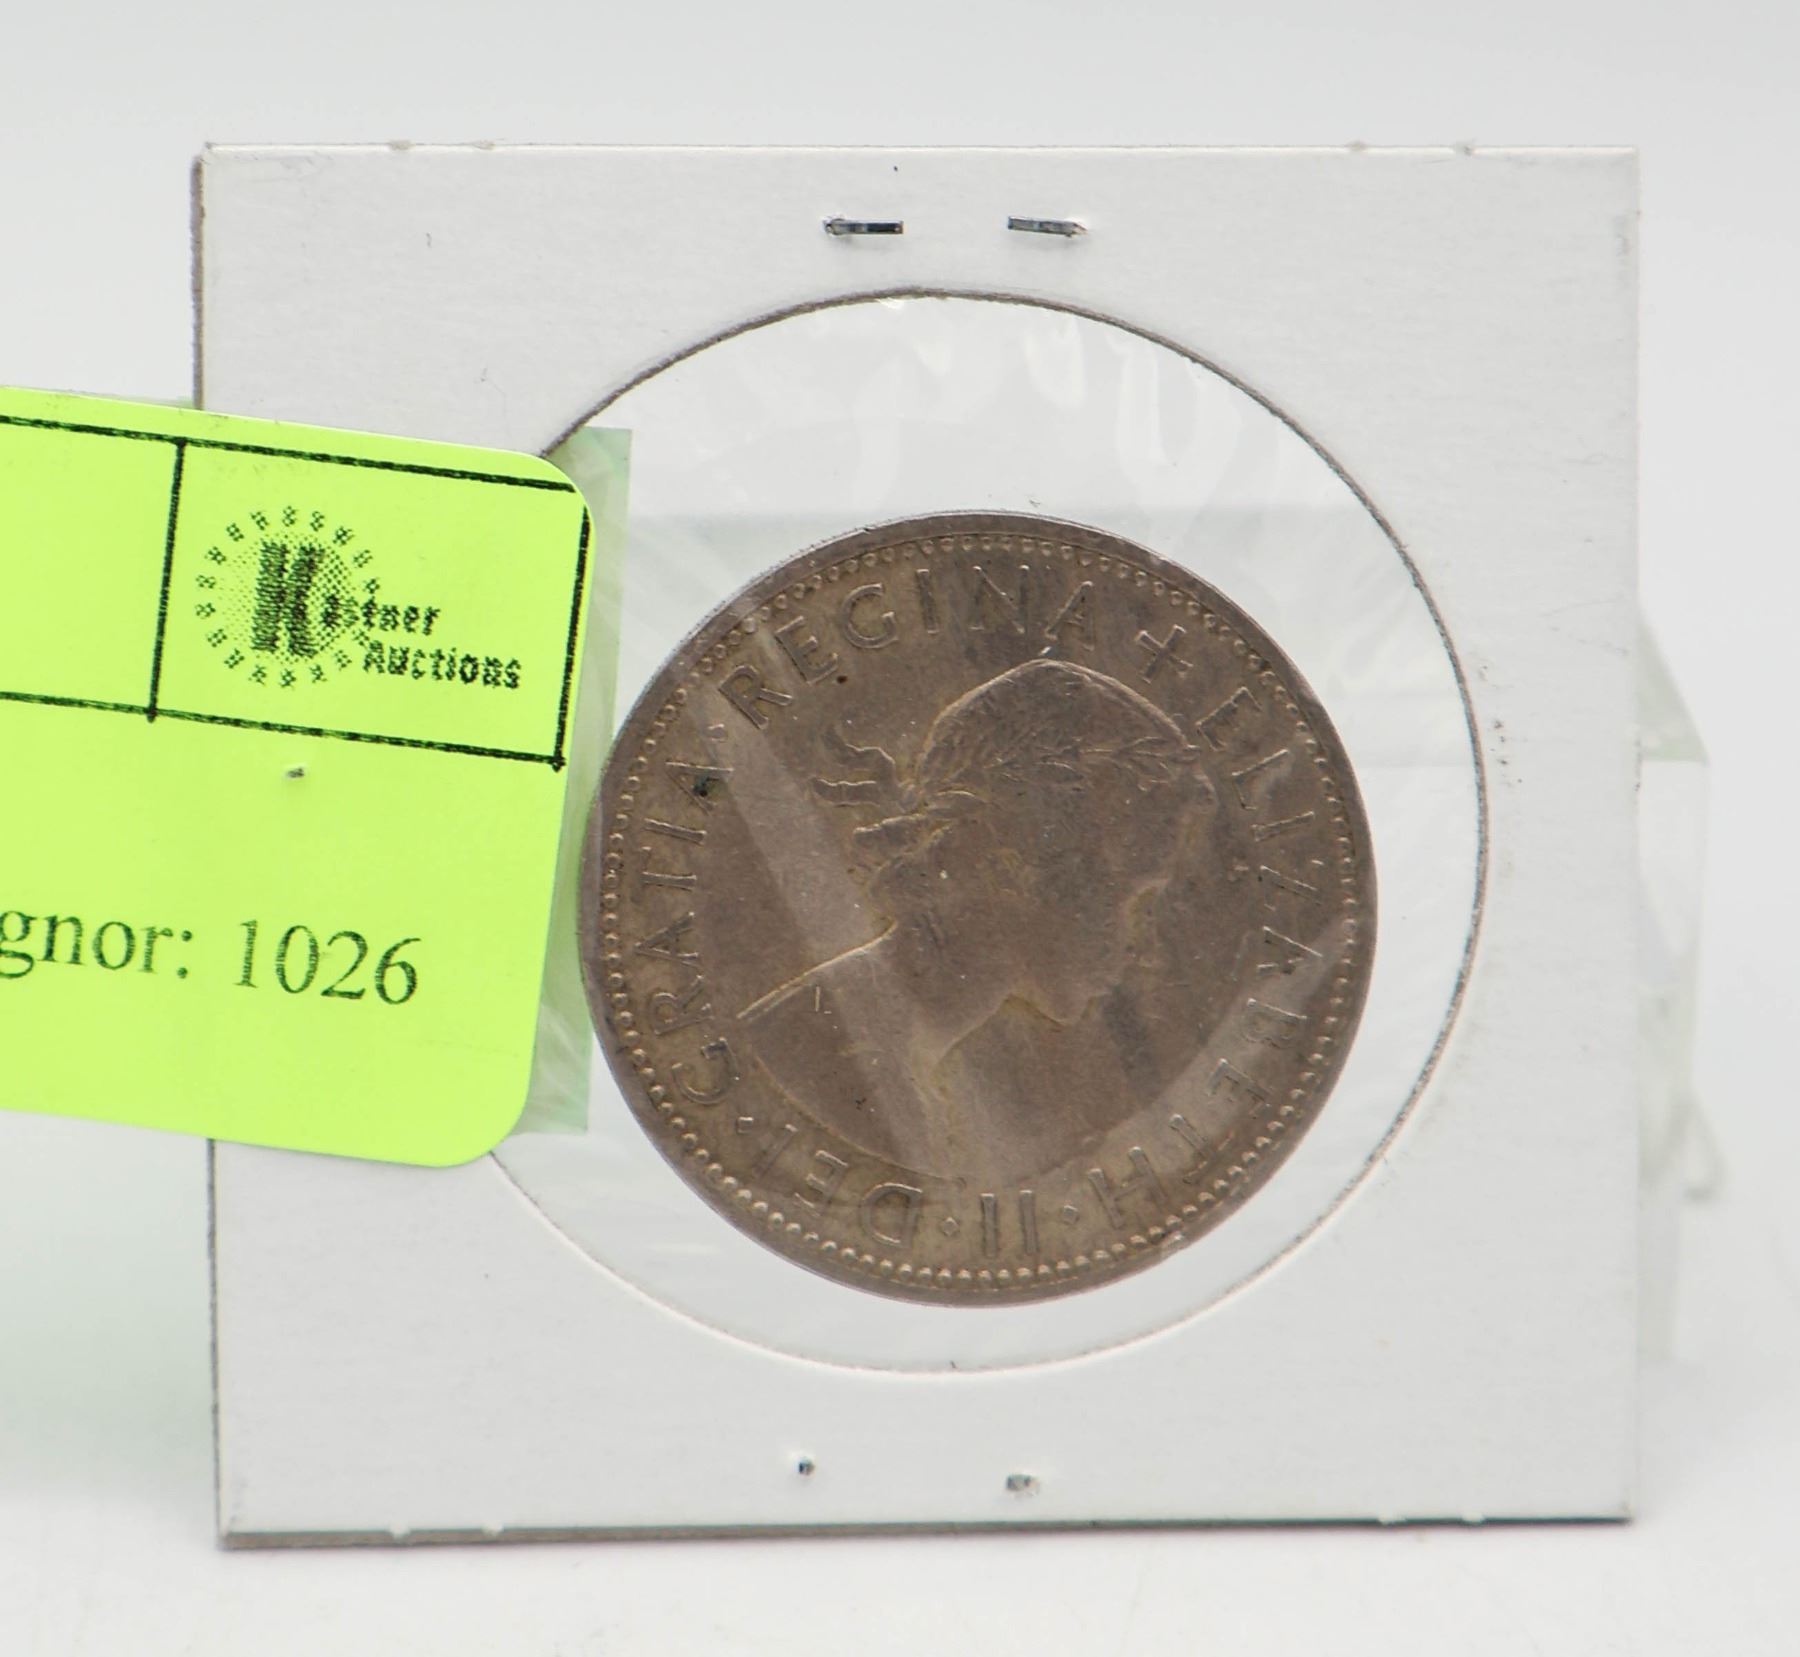 Kastner
Auctions
gnor: 1026
+ ELIZABETH · II · DEI · GRATIA · REGINA